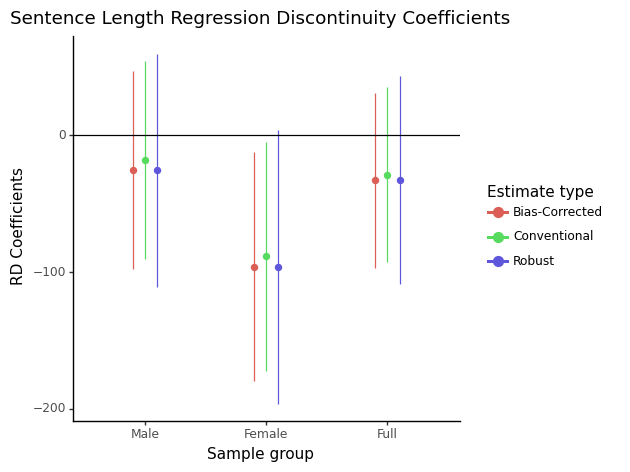 Sentence Length Regression Discontinuity Coefficients
RD Coefficients
0
−100
−200
Male
Female
Full
Sample group
Estimate type
Bias-Corrected
Conventional
Robust